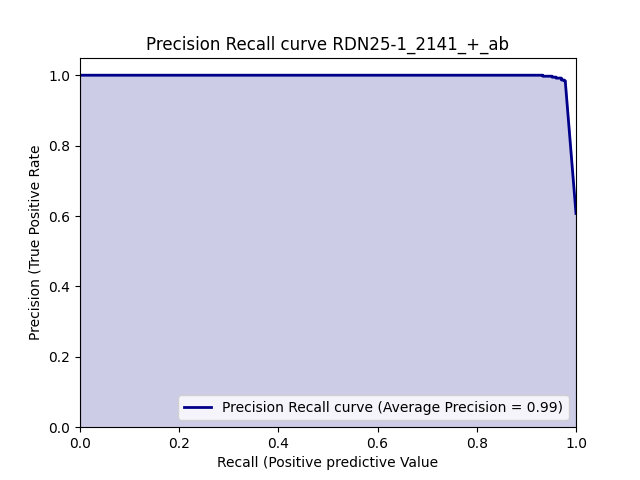 Precision Recall curve RDN25-1_2141_+_ab
Precision (True Positive Rate
1.0
0.8
0.6
0.4
0.2
0.0
Precision Recall curve (Average Precision = 0.99)
0.0 0.2 0.4 0.6 0.8 1.0
Recall (Positive predictive Value